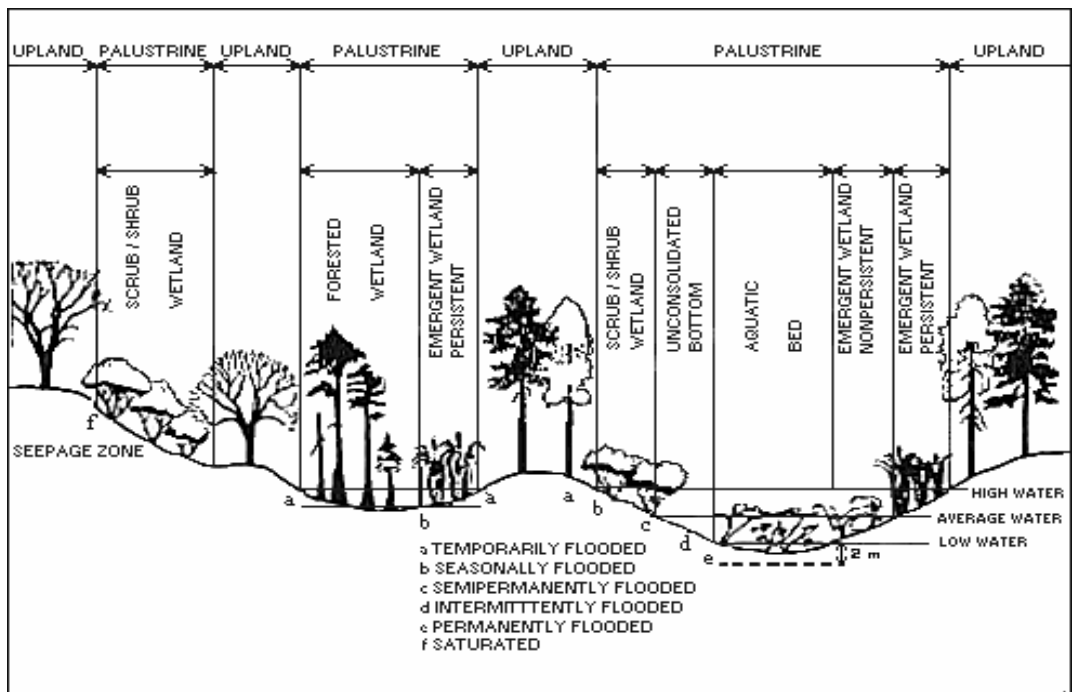 UPLAND PALUSTRINE UPLAND PALUSTRINE UPLAND PALUSTRINE UPLAND
SCRUB / SHRUB
WETLAND
FORESTED
WETLAND
EMERGENT WETLAND
PERSISTENT
SCRUB / SHRUB
WETLAND
UNCONSOLIDATED
BOTTOM
AQUATIC
BED
EMERGENT WETLAND
NONPERSISTENT
EMERGENT WETLAND
PERSISTENT
f
SEEPAGE ZONE
a
b
a
a
b
c
d
e
HIGH WATER
AVERAGE WATER
LOW WATER
2 m
a TEMPORARILY FLOODED
b SEASONALLY FLOODED
c SEMIPERMANENTLY FLOODED
d INTERMITTTENTLY FLOODED
e PERMANENTLY FLOODED
f SATURATED